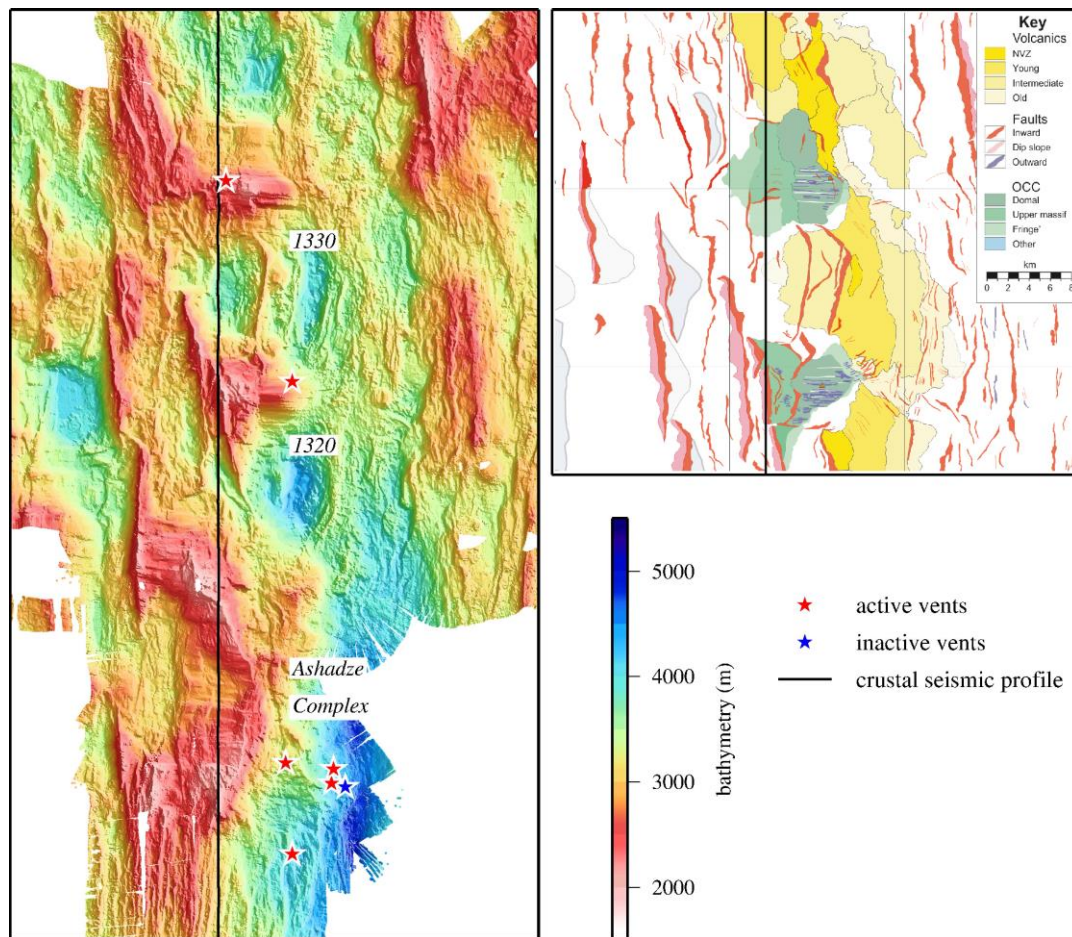 1330
1320
Ashadze
Complex
Key
Volcanics
NVZ
Young
Intermediate
Old
Faults
Inward
Dip slope
Outward
OCC
Domal
Upper massif
Fringe'
Other
km
0 2 4 6 8
5000
4000
3000
2000
bathymetry (m)
active vents
inactive vents
crustal seismic profile